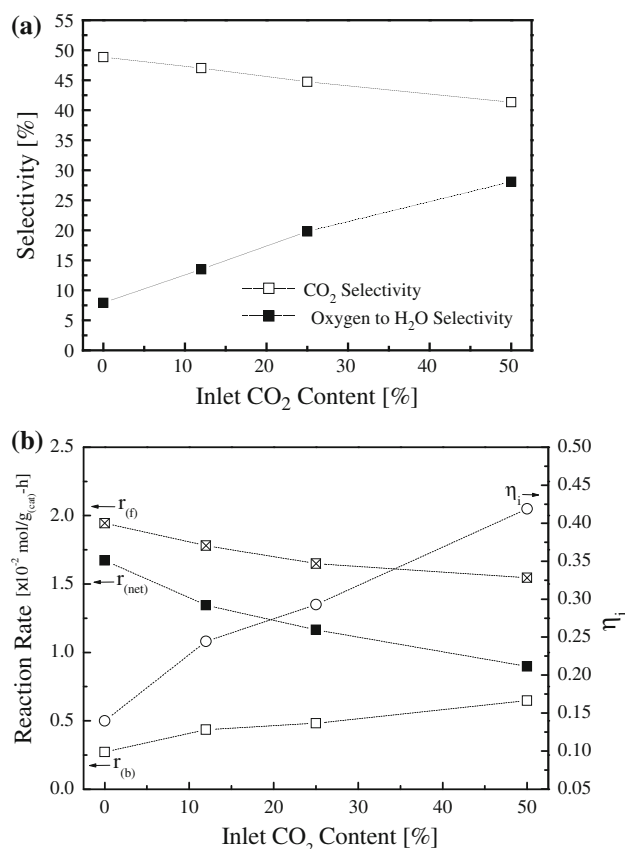 (a)
55
50
45
40
35
30
25
20
15
10
5
0
Selectivity [%]
CO2 Selectivity
Oxygen to H2O Selectivity
0 10 20 30 40 50
Inlet CO2 Content [%]
(b)
2.5
2.0
1.5
1.0
0.5
0.0
Reaction Rate [x10-2 mol/g(cat)-h]
r(f)
r(net)
r(b)
ηi
0.50
0.45
0.40
0.35
0.30
0.25
0.20
0.15
0.10
0.05
ηi
0 10 20 30 40 50
Inlet CO2 Content [%]